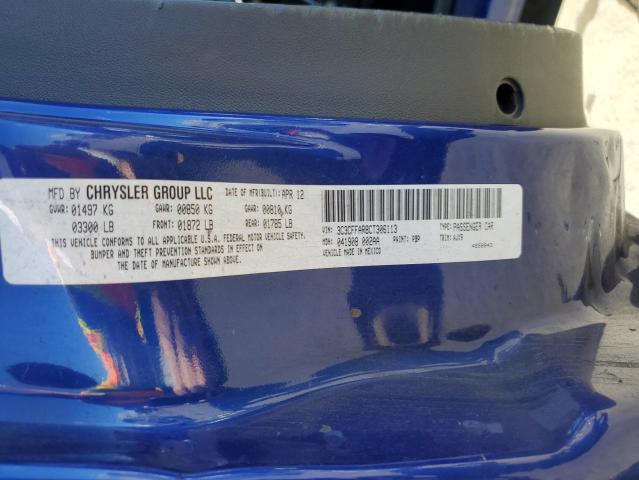 MFD BY CHRYSLER GROUP LLC DATE OF MFR(BUILT): APR 12
GVWR: 01497 KG GAWR: 00850 KG GAWR: 00810 KG
03300 LB FRONT: 01872 LB REAR: 01785 LB
THIS VEHICLE CONFORMS TO ALL APPLICABLE U.S.A. FEDERAL MOTOR VEHICLE SAFETY,
BUMPER AND THEFT PREVENTION STANDARDS IN EFFECT ON
THE DATE OF MANUFACTURE SHOWN ABOVE.
VIN: 3C3CFFAR8CT306113 TYPE: PASSENGER CAR
MDH: 041908 002AA PAINT: PBP TRIM:
VEHICLE MADE IN MEXICO